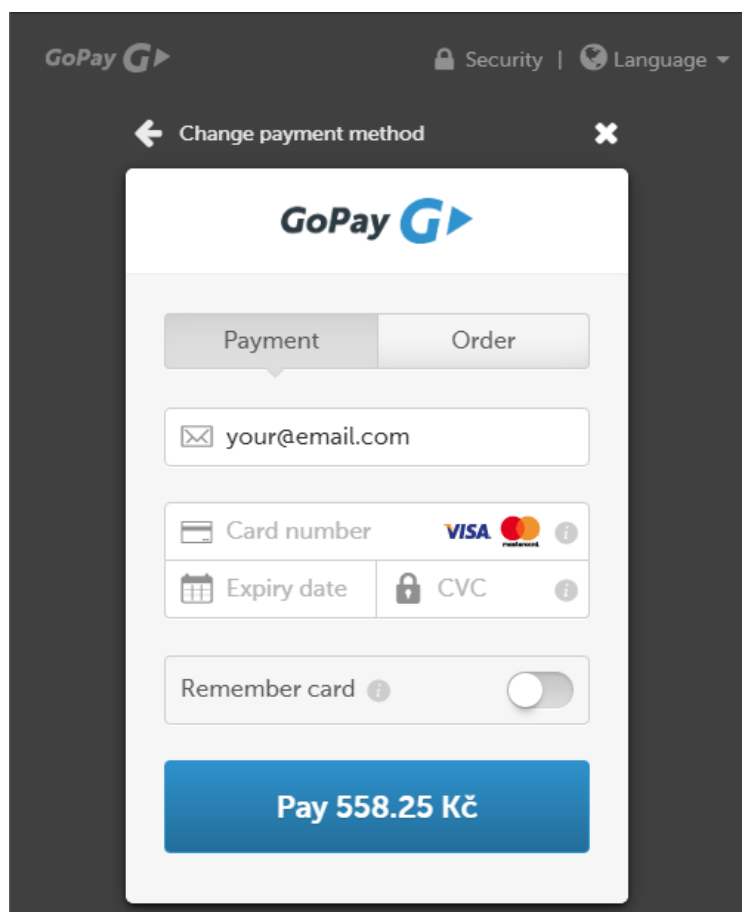 GoPay G Security | Language
Change payment method
GoPay G
Payment Order
your@email.com
Card number VISA mastercard
Expiry date CVC
Remember card
Pay 558.25 Kč